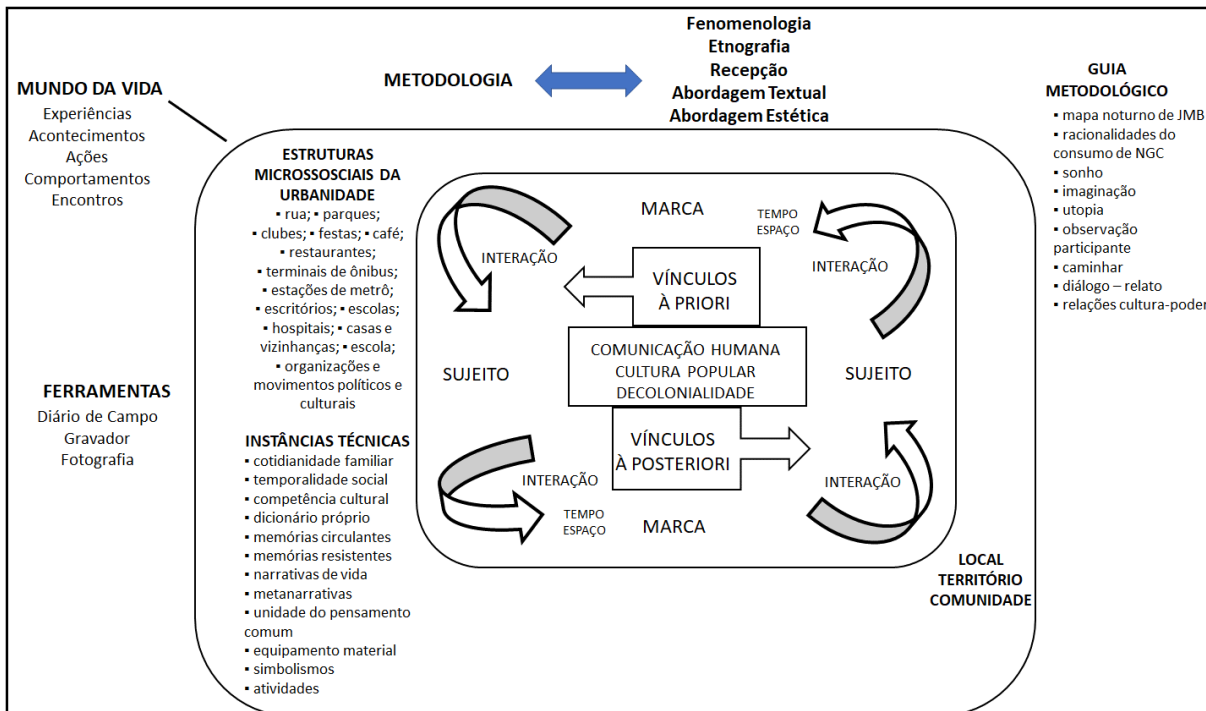 Fenomenologia
Etnografia
Recepção
Abordagem Textual
Abordagem Estética
METODOLOGIA
MUNDO DA VIDA
Experiências
Acontecimentos
Ações
Comportamentos
Encontros
GUIA
METODOLÓGICO
▪ mapa noturno de JMB
▪ racionalidades do
consumo de NGC
▪ sonho
▪ imaginação
▪ utopia
▪ observação
participante
▪ caminhar
▪ diálogo – relato
▪ relações cultura-poder
ESTRUTURAS
MICROSSOSCIAIS DA
URBANIDADE
▪ rua; ▪ parques;
▪ clubes; ▪ festas; ▪ café;
▪ restaurantes;
▪ terminais de ônibus;
▪ estações de metrô;
▪ escritórios; ▪ escolas;
▪ hospitais; ▪ casas e
vizinhanças; ▪ escola;
▪ organizações e
movimentos políticos e
culturais
FERRAMENTAS
Diário de Campo
Gravador
Fotografia
INSTÂNCIAS TÉCNICAS
▪ cotidianidade familiar
▪ temporalidade social
▪ competência cultural
▪ dicionário próprio
▪ memórias circulantes
▪ memórias resistentes
▪ narrativas de vida
▪ metanarrativas
▪ unidade do pensamento
comum
▪ equipamento material
▪ simbolismos
▪ atividades
MARCA
TEMPO
ESPAÇO
INTERAÇÃO
INTERAÇÃO
VÍNCULOS
À PRIORI
SUJEITO
COMUNICAÇÃO HUMANA
CULTURA POPULAR
DECOLONIALIDADE
SUJEITO
VÍNCULOS
À POSTERIORI
INTERAÇÃO
INTERAÇÃO
TEMPO
ESPAÇO
MARCA
LOCAL
TERRITÓRIO
COMUNIDADE